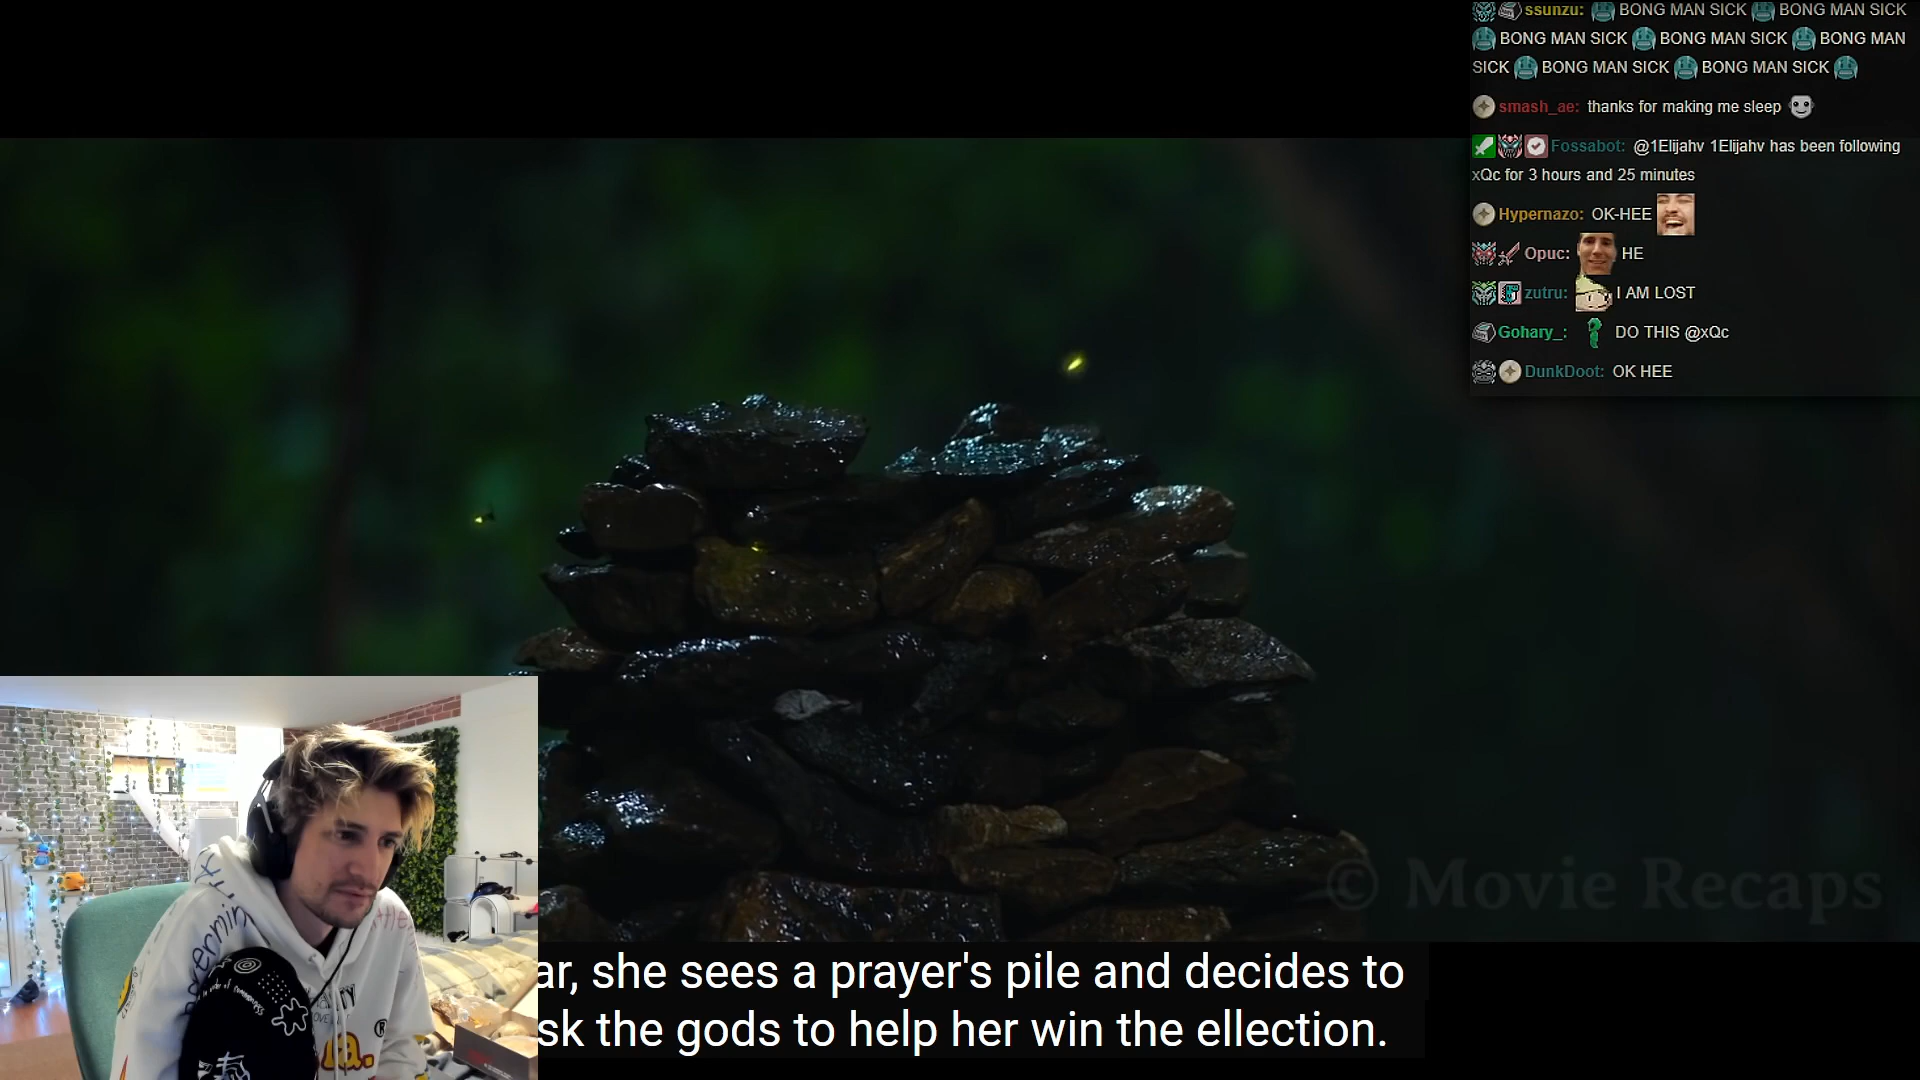 ssunzu: BONG MAN SICK BONG MAN SICK
BONG MAN SICK BONG MAN SICK BONG MAN
SICK BONG MAN SICK BONG MAN SICK
smash_ae: thanks for making me sleep
Fossabot: @1Elijahv 1Elijahv has been following
xQc for 3 hours and 25 minutes
Hypernazo: OK-HEE
Opuc: HE
zutru: I AM LOST
Gohary_: DO THIS @xQc
DunkDoot: OK HEE
© Movie Recaps
ar, she sees a prayer's pile and decides to
sk the gods to help her win the ellection.